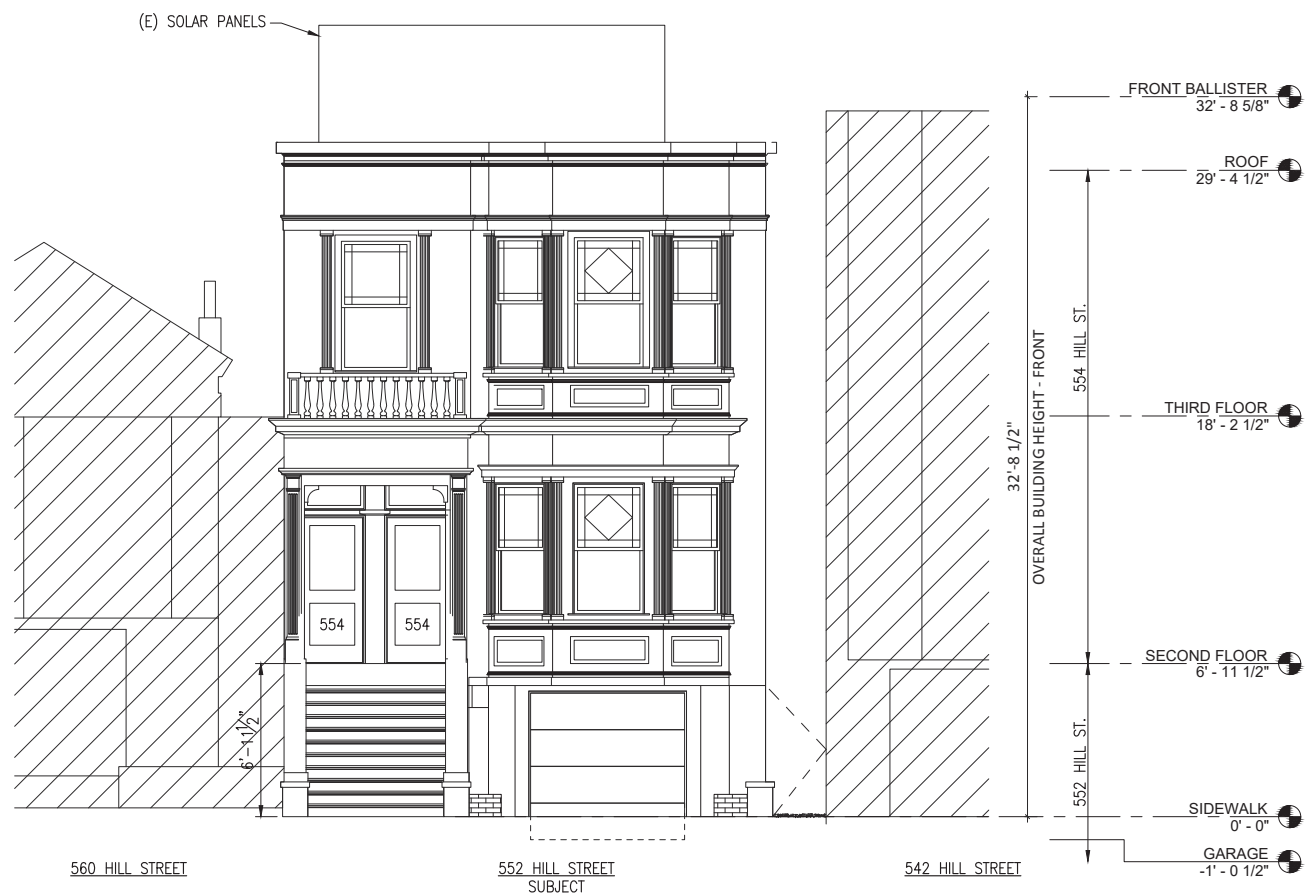 (E) SOLAR PANELS
FRONT BALLISTER
32' - 8 5/8"
ROOF
29' - 4 1/2"
554 HILL ST.
OVERALL BUILDING HEIGHT - FRONT
32'-8 1/2"
THIRD FLOOR
18' - 2 1/2"
554
554
SECOND FLOOR
6' - 11 1/2"
6'-11 1/2"
552 HILL ST.
SIDEWALK
0' - 0"
GARAGE
-1' - 0 1/2"
560 HILL STREET
552 HILL STREET
SUBJECT
542 HILL STREET